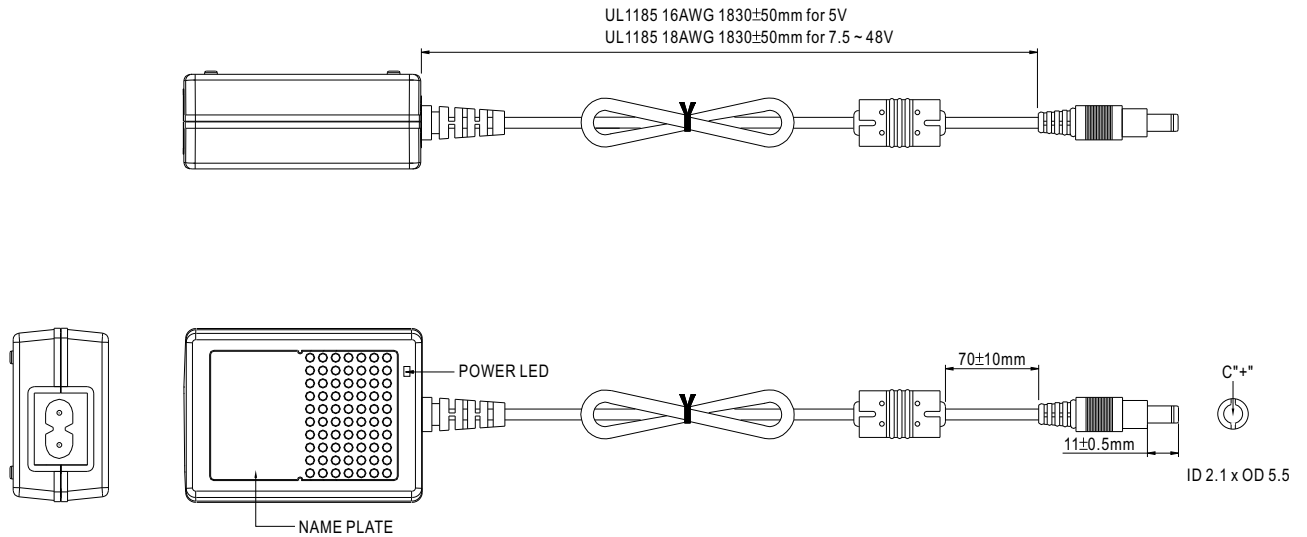 UL1185 16AWG 1830±50mm for 5V
UL1185 18AWG 1830±50mm for 7.5 ~ 48V
POWER LED
70±10mm
C"+"
11±0.5mm
ID 2.1 x OD 5.5
NAME PLATE